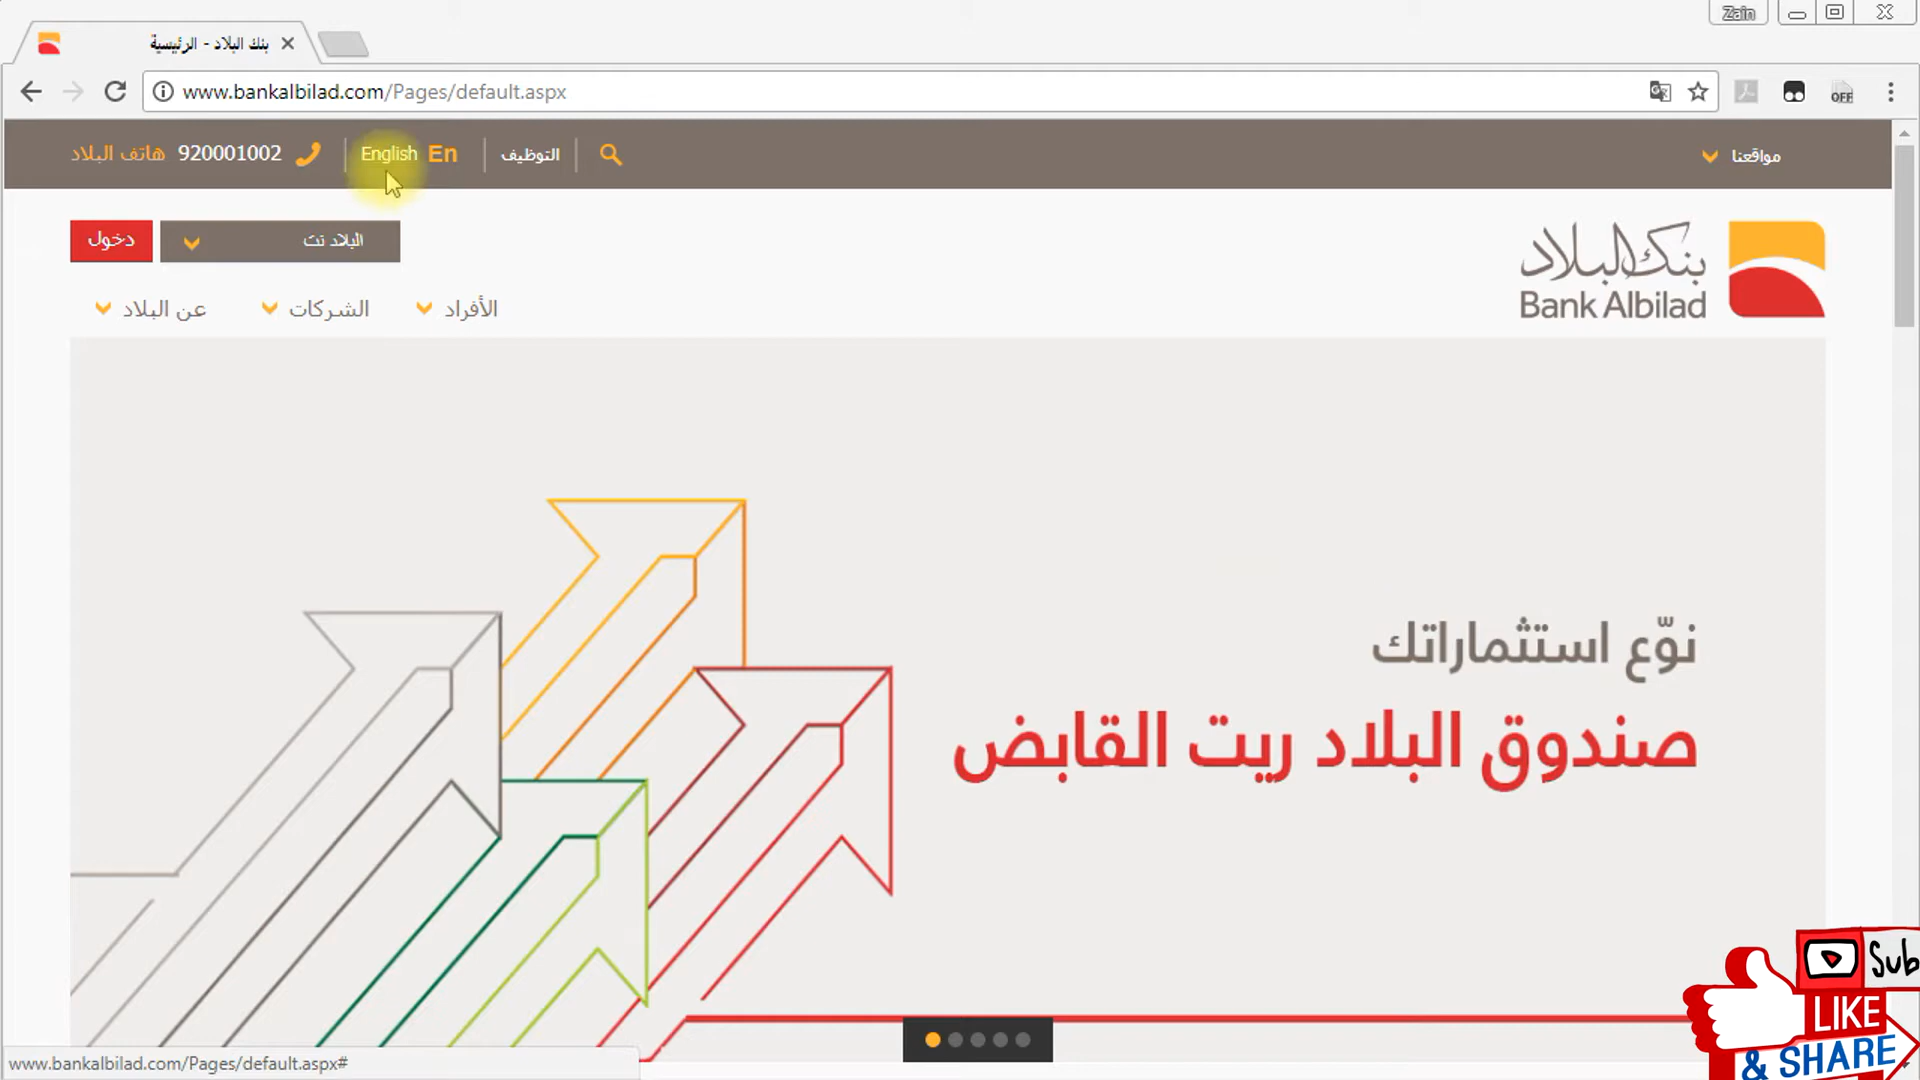 Zain
بنك البلاد - الرئيسية
www.bankalbilad.com/Pages/default.aspx
OFF
هاتف البلاد 920001002
English En
التوظيف
مواقعنا
دخول
البلاد نت
بنك البلاد
Bank Albilad
الأفراد
الشركات
عن البلاد
نوّع استثماراتك
صندوق البلاد ريت القابض
Sub
LIKE
& SHARE
www.bankalbilad.com/Pages/default.aspx#